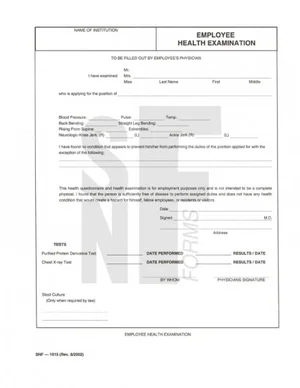 NAME OF INSTITUTION
EMPLOYEE
HEALTH EXAMINATION
TO BE FILLED OUT BY EMPLOYEE'S PHYSICIAN
Mr.
I have examined Mrs.
Miss Last Name First Middle
who is applying for the position of
Blood Pressure: Pulse: Temp.
Back Bending: Straight Leg Bending:
Rising From Supine: Extremities:
Neurologic-Knee Jerk (R) (L) Ankle Jerk (R) (L)
I have found no condition that appears to prevent him/her from performing the duties of the position applied for with the
exception of the following:
This health questionnaire and health examination is for employment purposes only and is not intended to be a complete
physical. I found that the person is sufficiently free of disease to perform assigned duties and does not have any health
condition that would create a hazard for himself, fellow employees, or residents or visitors.
Date
Signed M.D.
Address
TESTS
Purified Protein Derivative Test DATE PERFORMED RESULTS / DATE
Chest X-ray Test DATE PERFORMED RESULTS / DATE
BY WHOM PHYSICIANS SIGNATURE
Stool Culture:
(Only when required by law)
SNF
FORMS
EMPLOYEE HEALTH EXAMINATION
SNF — 1015 (Rev. 8/2002)